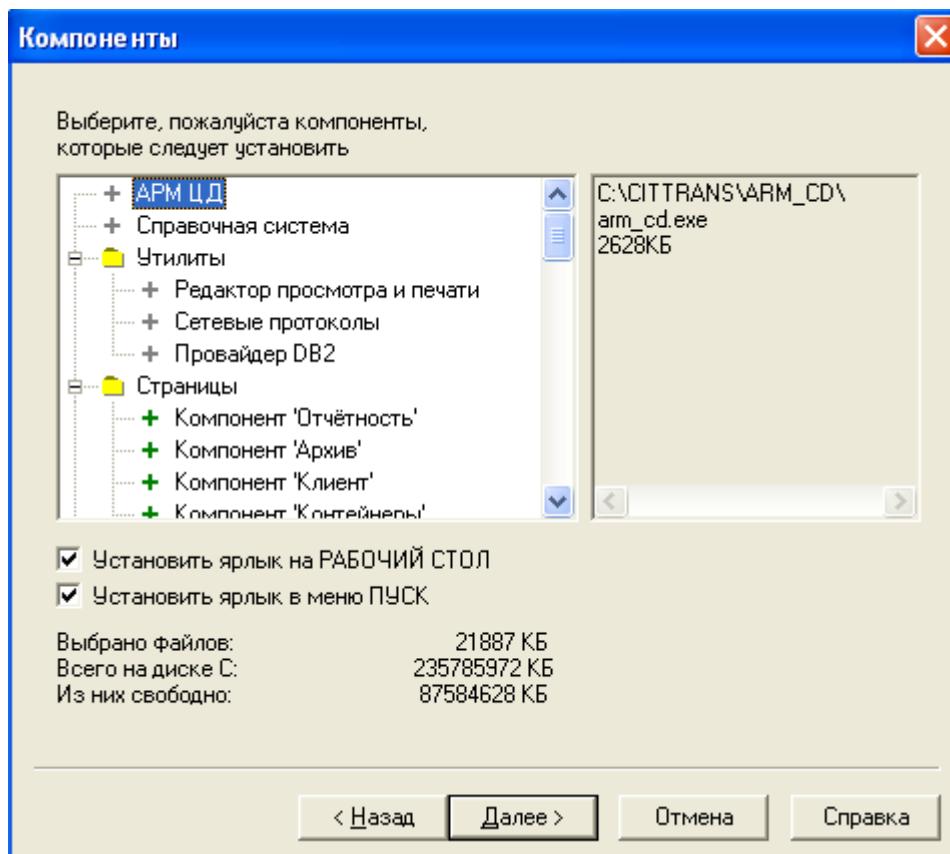 Компоненты
Выберите, пожалуйста компоненты,
которые следует установить
АРМ ЦД
Справочная система
Утилиты
Редактор просмотра и печати
Сетевые протоколы
Провайдер DB2
Страницы
Компонент 'Отчётность'
Компонент 'Архив'
Компонент 'Клиент'
Компонент 'Контейнеры'
C:\CITTRANS\ARM_CD\
arm_cd.exe
2628КБ
Установить ярлык на РАБОЧИЙ СТОЛ
Установить ярлык в меню ПУСК
Выбрано файлов: 21887 КБ
Всего на диске C: 235785972 КБ
Из них свободно: 87584628 КБ
< Назад Далее > Отмена Справка